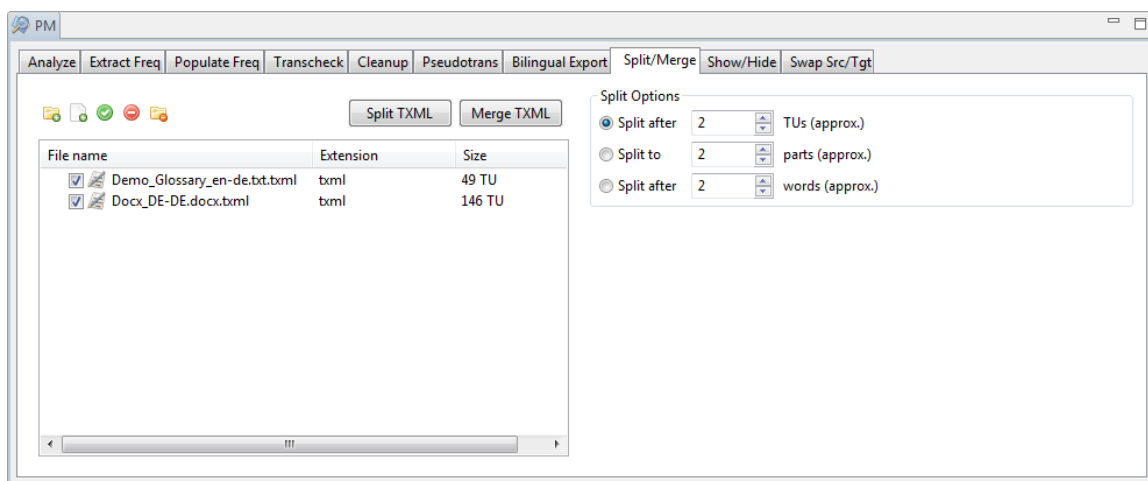 PM
Analyze Extract Freq Populate Freq Transcheck Cleanup Pseudotrans Bilingual Export Split/Merge Show/Hide Swap Src/Tgt
Split TXML Merge TXML
File name Extension Size
Demo_Glossary_en-de.txt.txml txml 49 TU
Docx_DE-DE.docx.txml txml 146 TU
Split Options
Split after 2 TUs (approx.)
Split to 2 parts (approx.)
Split after 2 words (approx.)